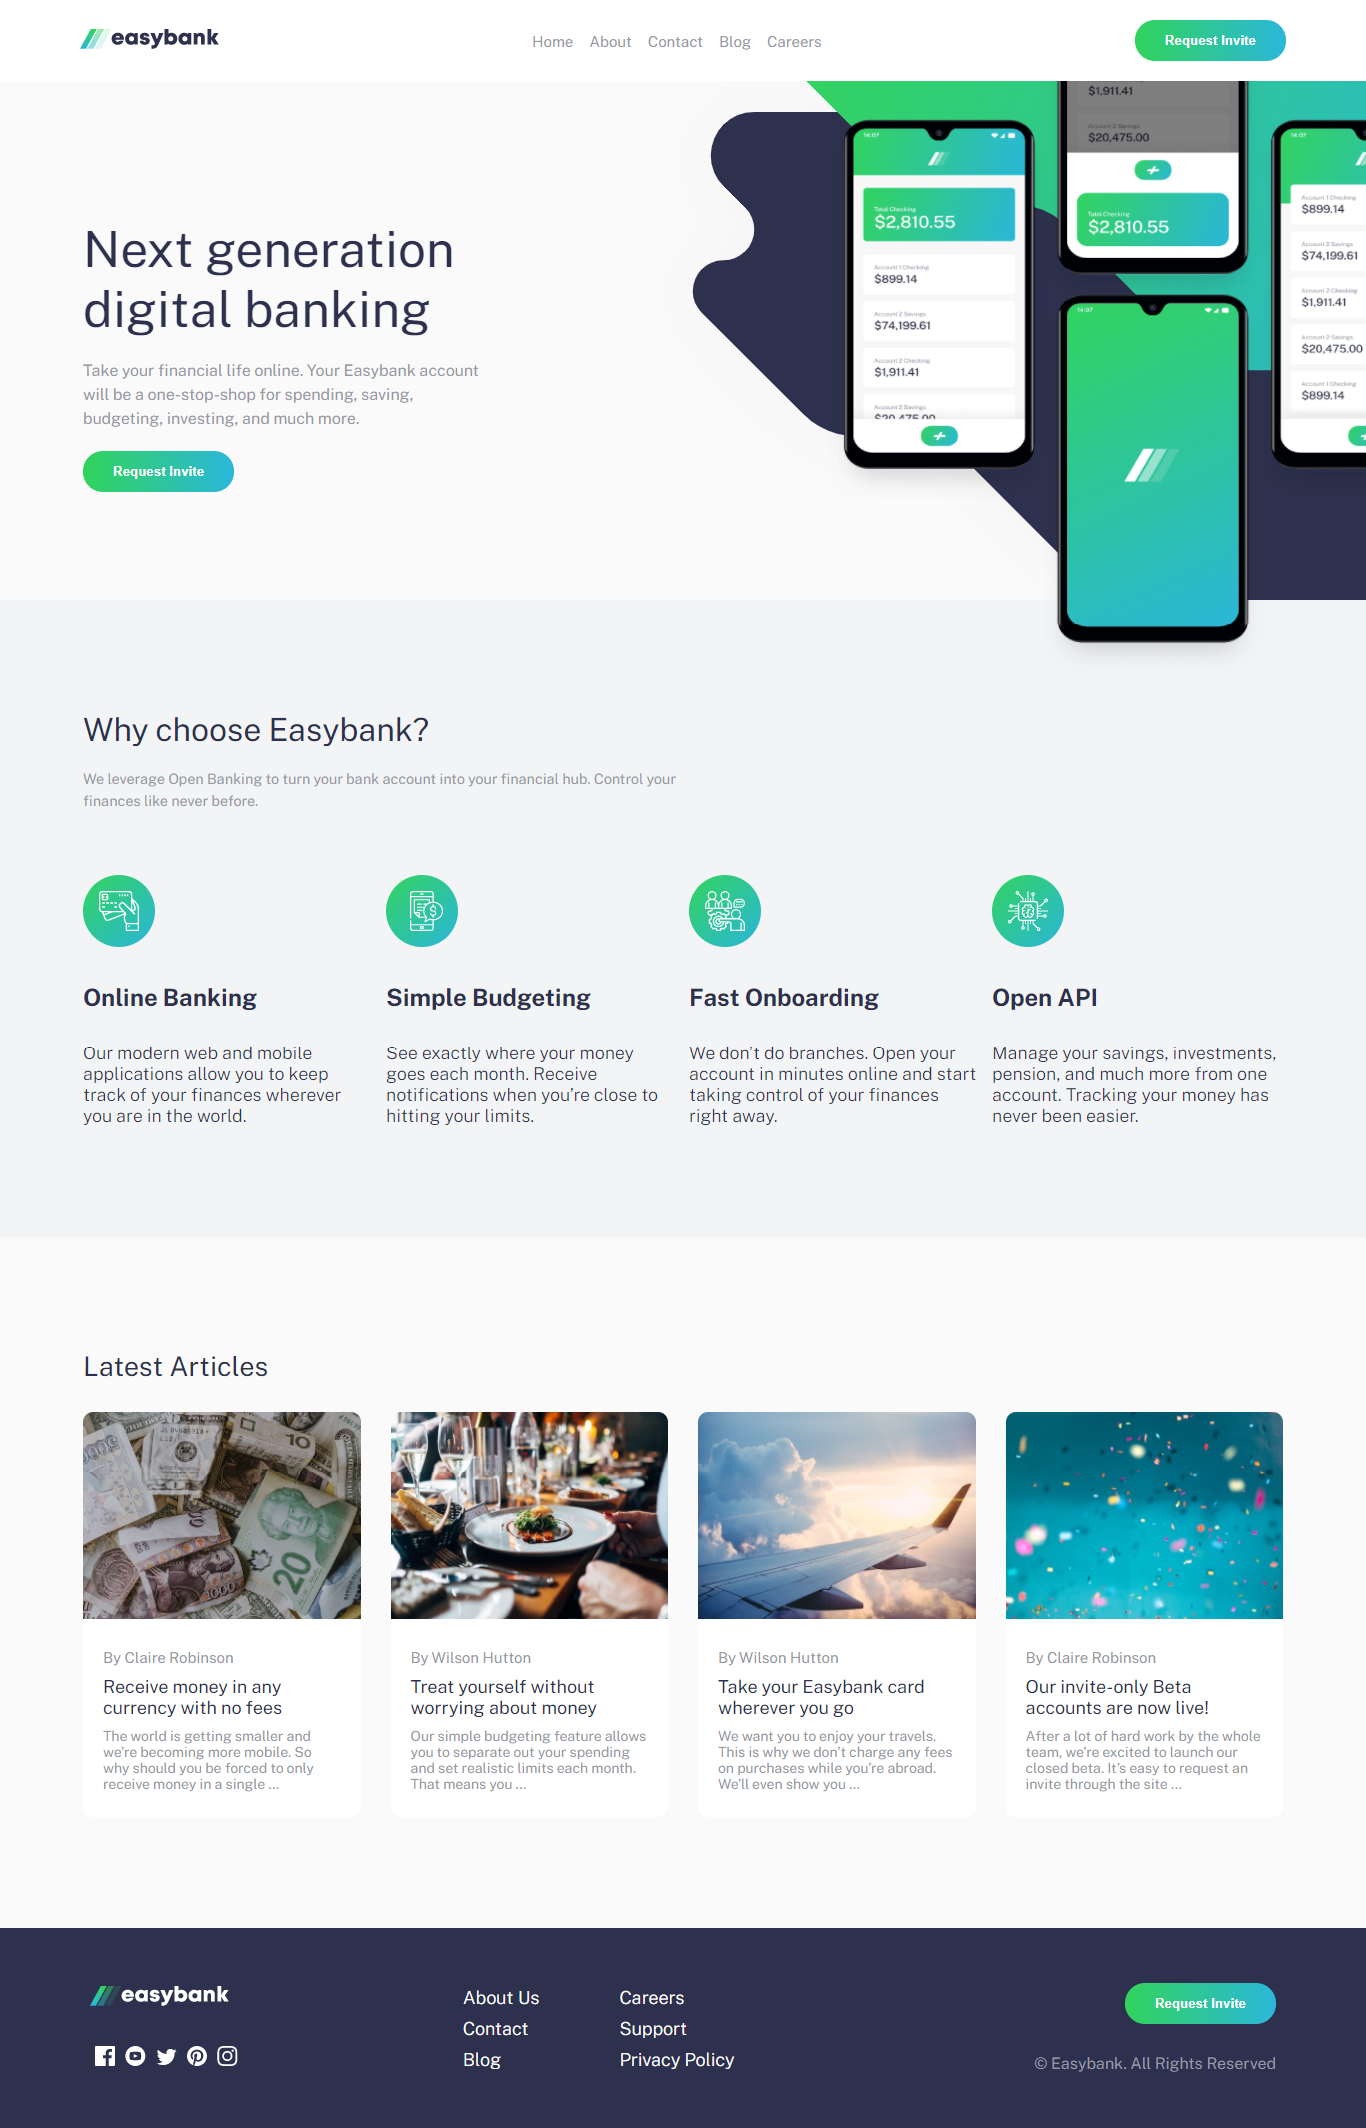 easybank
Home About Contact Blog Careers
Request Invite
Next generation
digital banking
Take your financial life online. Your Easybank account
will be a one-stop-shop for spending, saving,
budgeting, investing, and much more.
Request Invite
14:07
Total Checking
$2,810.55
Account 1 Checking
$899.14
Account 2 Savings
$74,199.61
Account 2 Checking
$1,911.41
Account 2 Savings
$20,475.00
$1,911.41
Account 2 Savings
$20,475.00
Total Checking
$2,810.55
14:07
14:07
Account 1 Checking
$899.14
Account 2 Savings
$74,199.61
Account 2 Checking
$1,911.41
Account 2 Savings
$20,475.00
Account 1 Checking
$899.14
Why choose Easybank?
We leverage Open Banking to turn your bank account into your financial hub. Control your
finances like never before.
Online Banking
Our modern web and mobile
applications allow you to keep
track of your finances wherever
you are in the world.
Simple Budgeting
See exactly where your money
goes each month. Receive
notifications when you’re close to
hitting your limits.
Fast Onboarding
We don’t do branches. Open your
account in minutes online and start
taking control of your finances
right away.
Open API
Manage your savings, investments,
pension, and much more from one
account. Tracking your money has
never been easier.
Latest Articles
10
20
By Claire Robinson
Receive money in any
currency with no fees
The world is getting smaller and
we’re becoming more mobile. So
why should you be forced to only
receive money in a single ...
By Wilson Hutton
Treat yourself without
worrying about money
Our simple budgeting feature allows
you to separate out your spending
and set realistic limits each month.
That means you ...
By Wilson Hutton
Take your Easybank card
wherever you go
We want you to enjoy your travels.
This is why we don’t charge any fees
on purchases while you’re abroad.
We’ll even show you ...
By Claire Robinson
Our invite-only Beta
accounts are now live!
After a lot of hard work by the whole
team, we’re excited to launch our
closed beta. It’s easy to request an
invite through the site ...
easybank
About Us
Contact
Blog
Careers
Support
Privacy Policy
Request Invite
© Easybank. All Rights Reserved